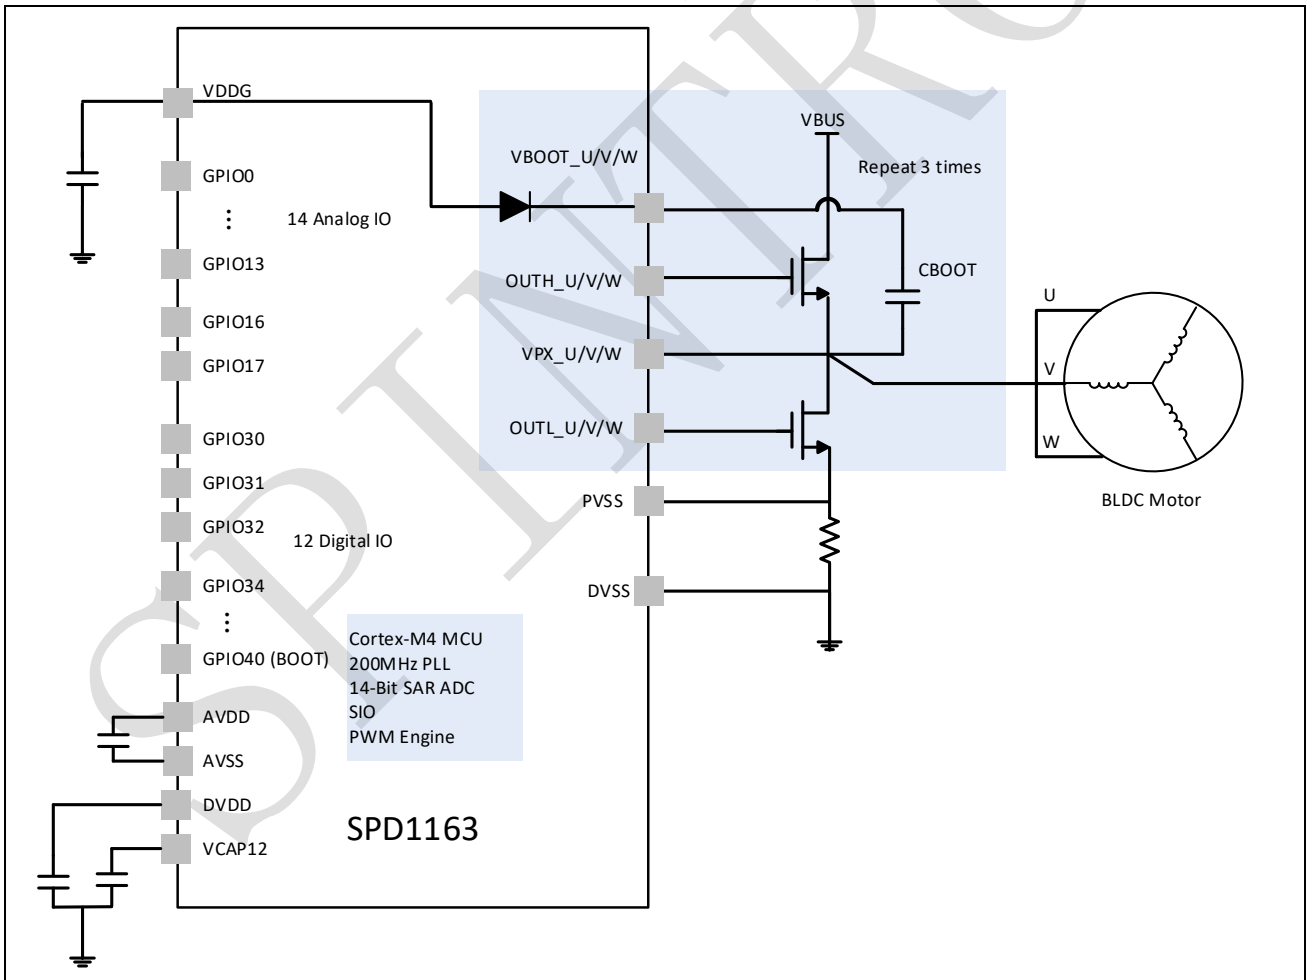 VDDG
GPIO0
⋮
14 Analog IO
GPIO13
GPIO16
GPIO17
GPIO30
GPIO31
GPIO32
12 Digital IO
GPIO34
⋮
GPIO40 (BOOT)
AVDD
AVSS
DVDD
VCAP12
Cortex-M4 MCU
200MHz PLL
14-Bit SAR ADC
SIO
PWM Engine
SPD1163
VBOOT_U/V/W
OUTH_U/V/W
VPX_U/V/W
OUTL_U/V/W
PVSS
DVSS
VBUS
Repeat 3 times
CBOOT
U
V
W
BLDC Motor